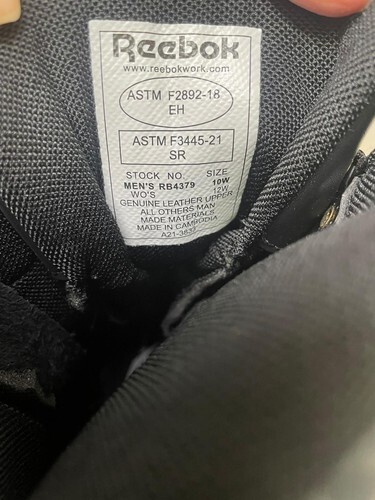 Reebok
www.reebokwork.com
ASTM F2892-18
EH
ASTM F3445-21
SR
STOCK NO. SIZE
MEN'S RB4379 10W
WO'S 12W
GENUINE LEATHER UPPER
ALL OTHERS MAN
MADE MATERIALS
MADE IN CAMBODIA